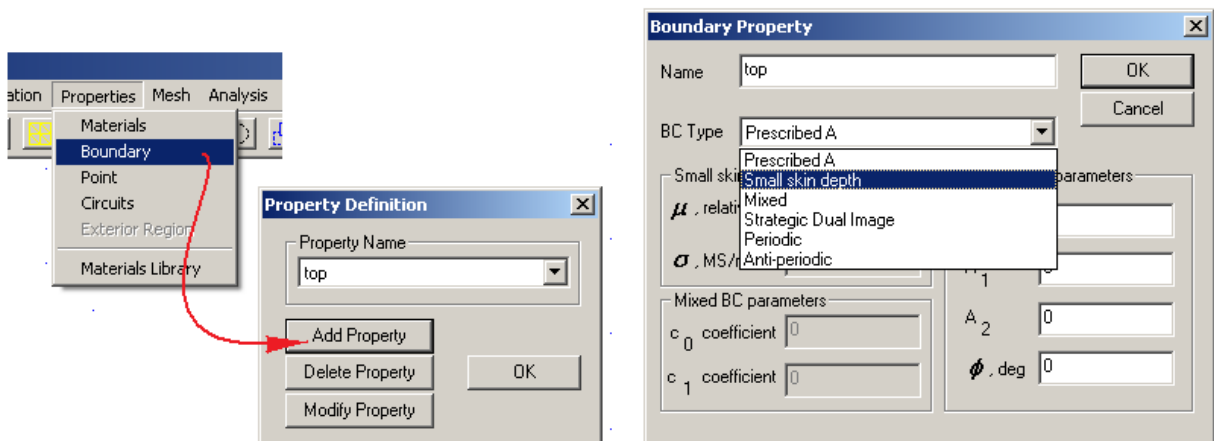 ation Properties Mesh Analysis
Materials
Boundary
Point
Circuits
Exterior Region
Materials Library
Property Definition
Property Name
top
Add Property
Delete Property
OK
Modify Property
Boundary Property
Name top
OK
Cancel
BC Type Prescribed A
Prescribed A
Small skin depth
Mixed
Strategic Dual Image
Periodic
Anti-periodic
Small ski parameters
μ, relati
σ, MS/
1
Mixed BC parameters
c 0 coefficient 0
c 1 coefficient 0
A 2 0
ϕ, deg 0